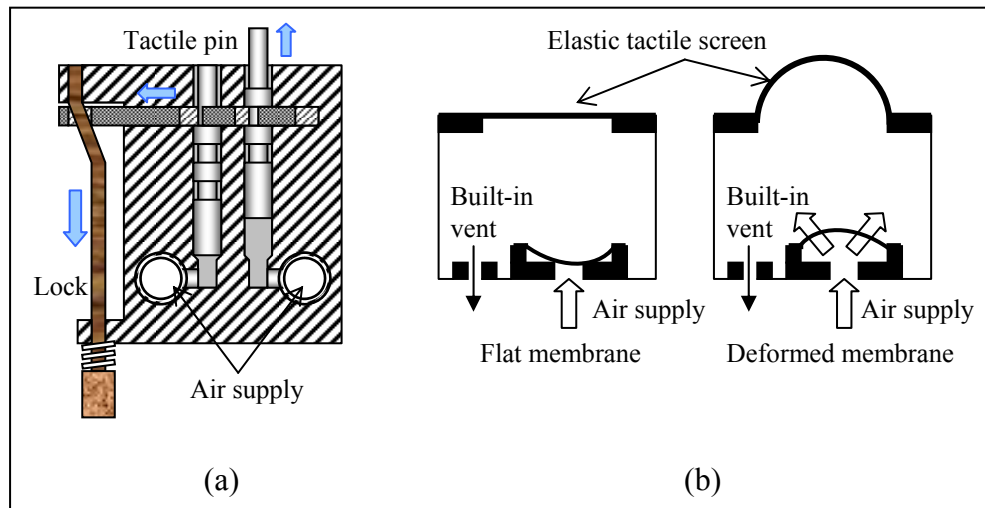 Tactile pin
Lock
Air supply
(a)
Elastic tactile screen
Built-in
vent
Air supply
Flat membrane
Built-in
vent
Air supply
Deformed membrane
(b)